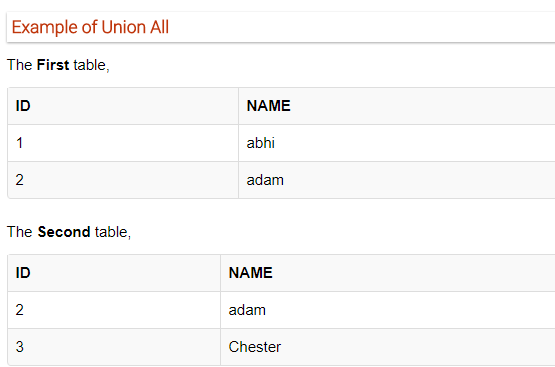 Example of Union All
The First table,
ID NAME
1 abhi
2 adam
The Second table,
ID NAME
2 adam
3 Chester